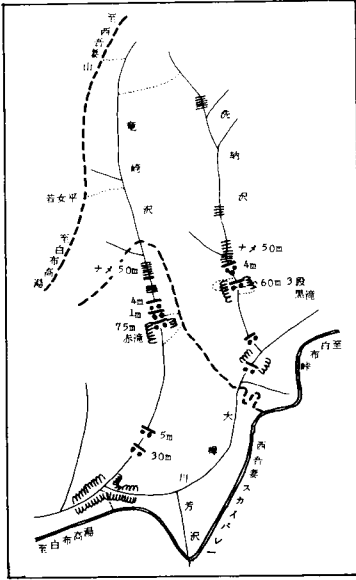 至西吾妻山
竜崎沢
洗納沢
若女平
至白布高湯
ナメ 50m
4m
1m
75m
赤滝
ナメ 50m
4m
60m 3段
黒滝
至白布峠
大樽川
5m
30m
芳沢
西吾妻スカイバレー
至白布高湯